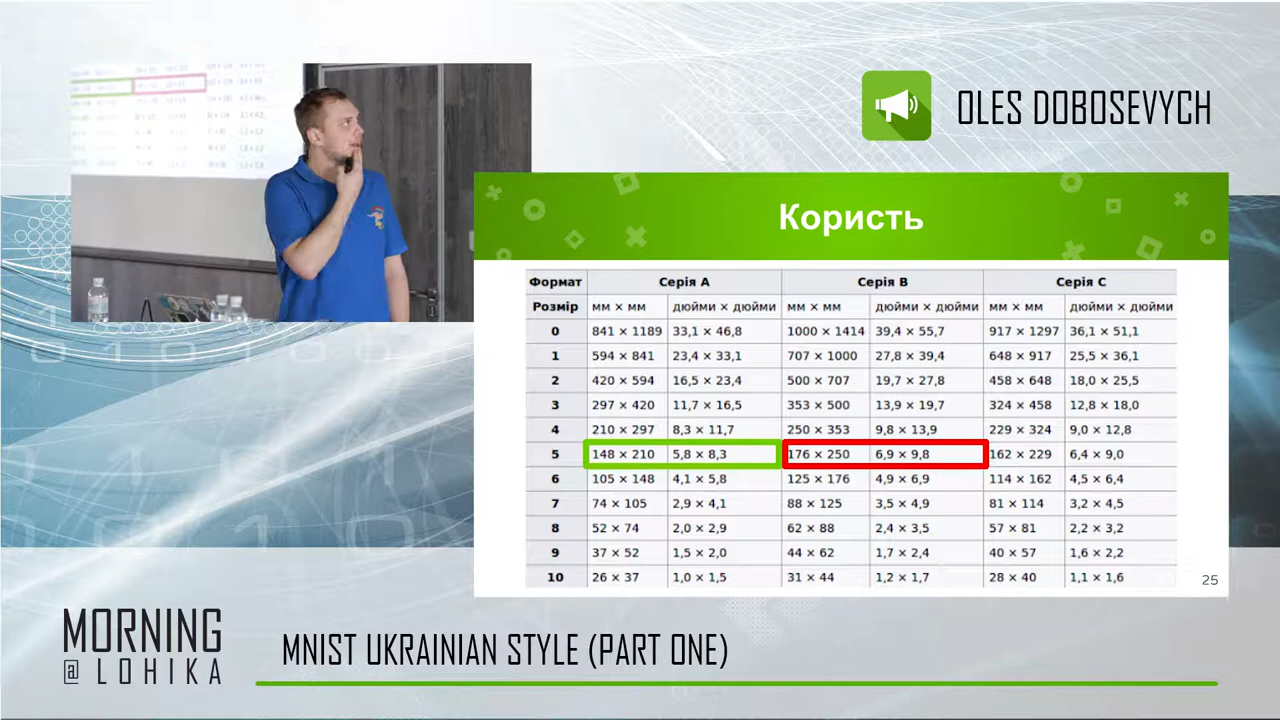 OLES DOBOSEVYCH
Користь
Формат Серія A Серія B Серія C
Розмір мм × мм дюйми × дюйми мм × мм дюйми × дюйми мм × мм дюйми × дюйми
0 841 × 1189 33,1 × 46,8 1000 × 1414 39,4 × 55,7 917 × 1297 36,1 × 51,1
1 594 × 841 23,4 × 33,1 707 × 1000 27,8 × 39,4 648 × 917 25,5 × 36,1
2 420 × 594 16,5 × 23,4 500 × 707 19,7 × 27,8 458 × 648 18,0 × 25,5
3 297 × 420 11,7 × 16,5 353 × 500 13,9 × 19,7 324 × 458 12,8 × 18,0
4 210 × 297 8,3 × 11,7 250 × 353 9,8 × 13,9 229 × 324 9,0 × 12,8
5 148 × 210 5,8 × 8,3 176 × 250 6,9 × 9,8 162 × 229 6,4 × 9,0
6 105 × 148 4,1 × 5,8 125 × 176 4,9 × 6,9 114 × 162 4,5 × 6,4
7 74 × 105 2,9 × 4,1 88 × 125 3,5 × 4,9 81 × 114 3,2 × 4,5
8 52 × 74 2,0 × 2,9 62 × 88 2,4 × 3,5 57 × 81 2,2 × 3,2
9 37 × 52 1,5 × 2,0 44 × 62 1,7 × 2,4 40 × 57 1,6 × 2,2
10 26 × 37 1,0 × 1,5 31 × 44 1,2 × 1,7 28 × 40 1,1 × 1,6
25
MORNING
@ LOHIKA
MNIST UKRAINIAN STYLE (PART ONE)